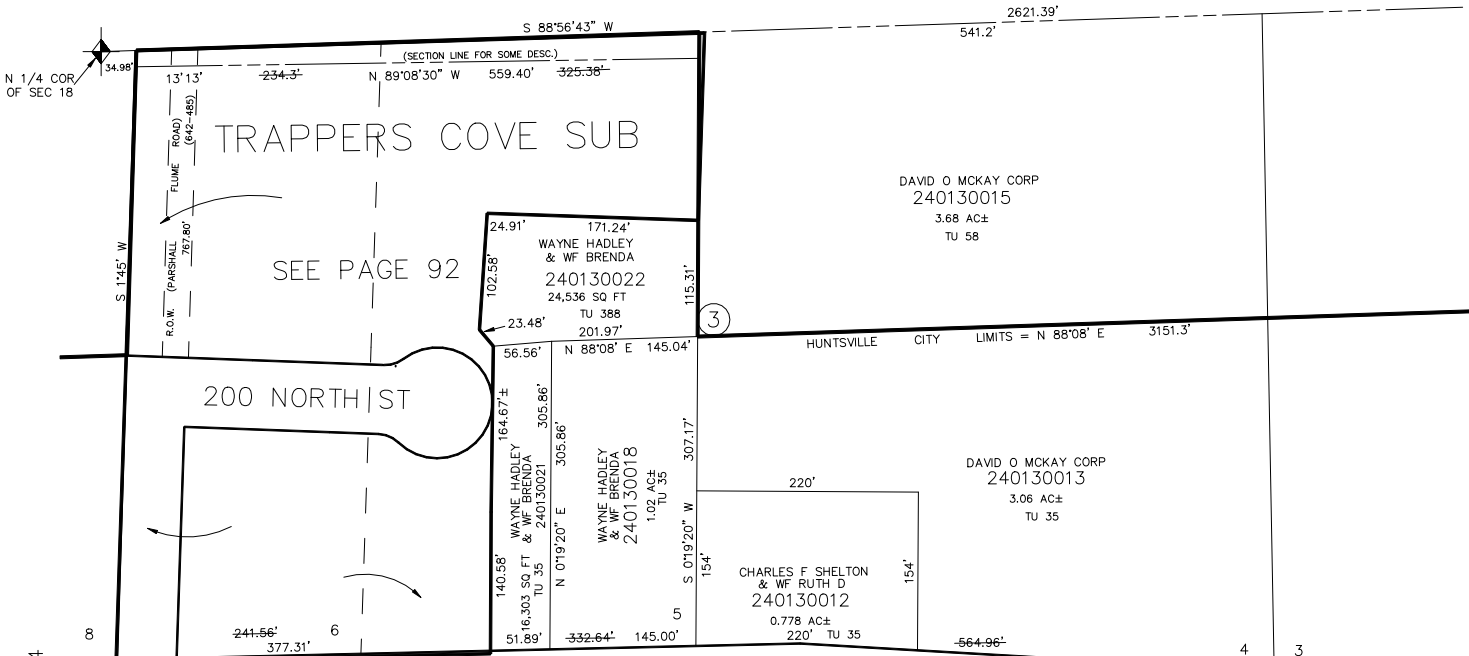 S 88°56'43" W
2621.39'
541.2'
N 1/4 COR
OF SEC 18
34.98'
(SECTION LINE FOR SOME DESC.)
13' 13'
234.3'
N 89°08'30" W
559.40'
325.38'
TRAPPERS COVE SUB
R.O.W. (PARSHALL FLUME ROAD)
(642-485)
767.80'
S 1°45' W
SEE PAGE 92
24.91'
171.24'
WAYNE HADLEY
& WF BRENDA
240130022
24,536 SQ FT
TU 388
102.58'
115.31'
23.48'
201.97'
DAVID O MCKAY CORP
240130015
3.68 AC±
TU 58
3
HUNTSVILLE CITY LIMITS = N 88°08' E 3151.3'
56.56'
N 88°08' E 145.04'
200 NORTH ST
164.67'±
140.58'
WAYNE HADLEY
& WF BRENDA
240130021
16,303 SQ FT
TU 35
305.86'
305.86'
N 0°19'20" E
WAYNE HADLEY
& WF BRENDA
240130018
1.02 AC±
TU 35
307.17'
S 0°19'20" W
220'
154'
154'
CHARLES F SHELTON
& WF RUTH D
240130012
0.778 AC±
220' TU 35
DAVID O MCKAY CORP
240130013
3.06 AC±
TU 35
8
241.56'
6
377.31'
51.89'
332.64'
145.00'
5
564.96'
4
3
4